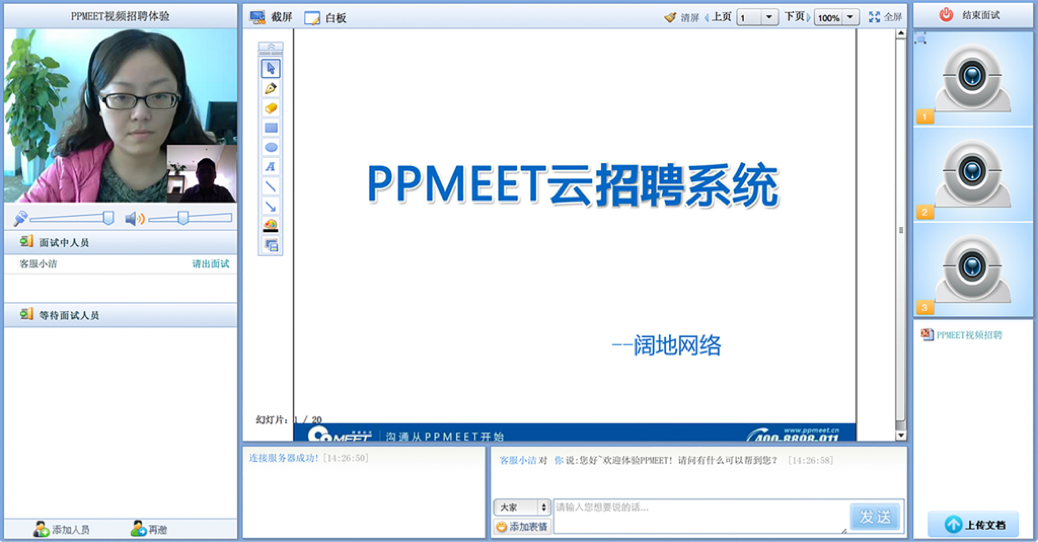 PPMEET视频招聘体验
面试中人员
客服小洁 请出面试
等待面试人员
添加人员 再邀
截屏 白板 清屏 上页 1 下页 100% 全屏
A
PPMEET云招聘系统
--阔地网络
幻灯片: 1 / 20
PPMEET 沟通从PPMEET开始
www.ppmeet.cn
400-8898-011
连接服务器成功! [14:26:50]
客服小洁 对 你 说:您好~欢迎体验PPMEET! 请问有什么可以帮到您? [14:26:58]
大家 请输入您想要说的话...
添加表情 发送
结束面试
1
2
3
PPMEET视频招聘
上传文档